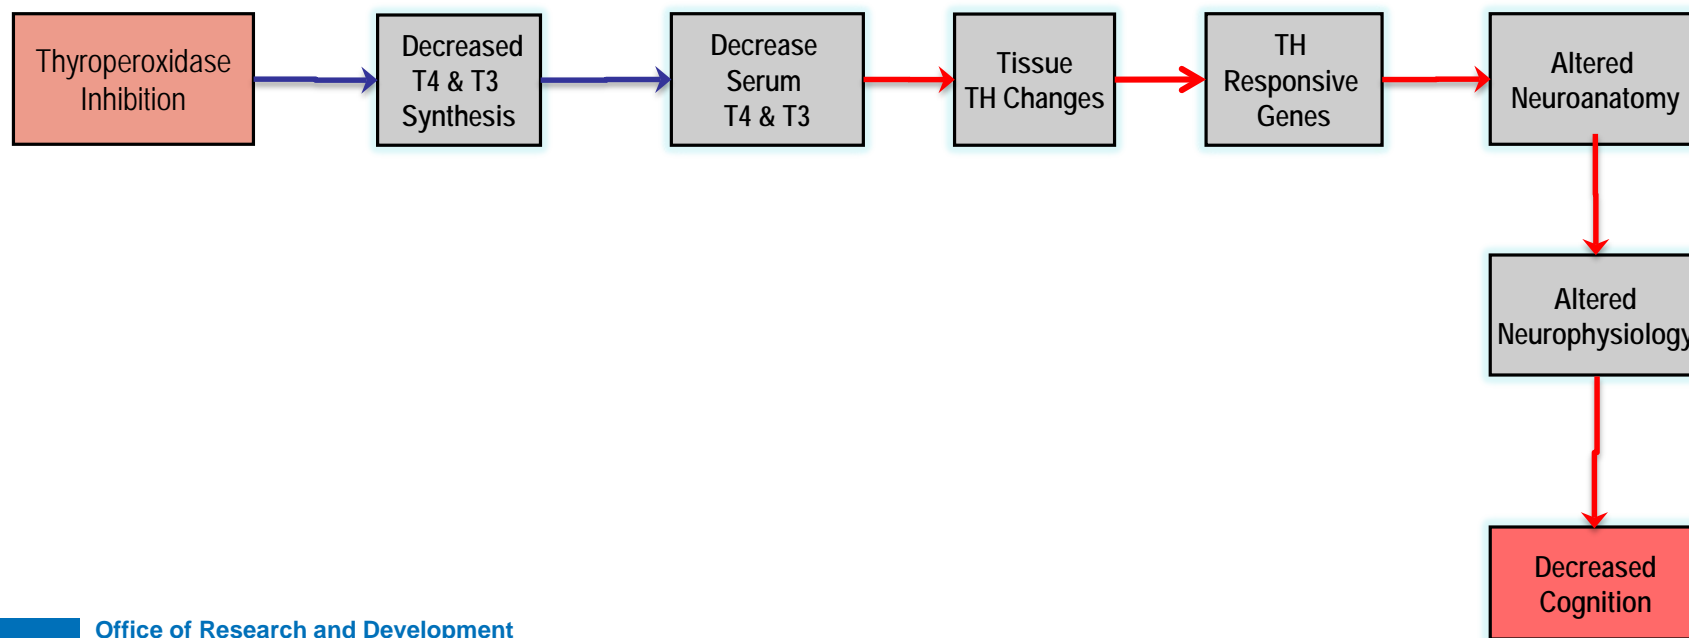 Thyroperoxidase
Inhibition
Decreased
T4 & T3
Synthesis
Decrease
Serum
T4 & T3
Tissue
TH Changes
TH
Responsive
Genes
Altered
Neuroanatomy
Altered
Neurophysiology
Decreased
Cognition
Office of Research and Development